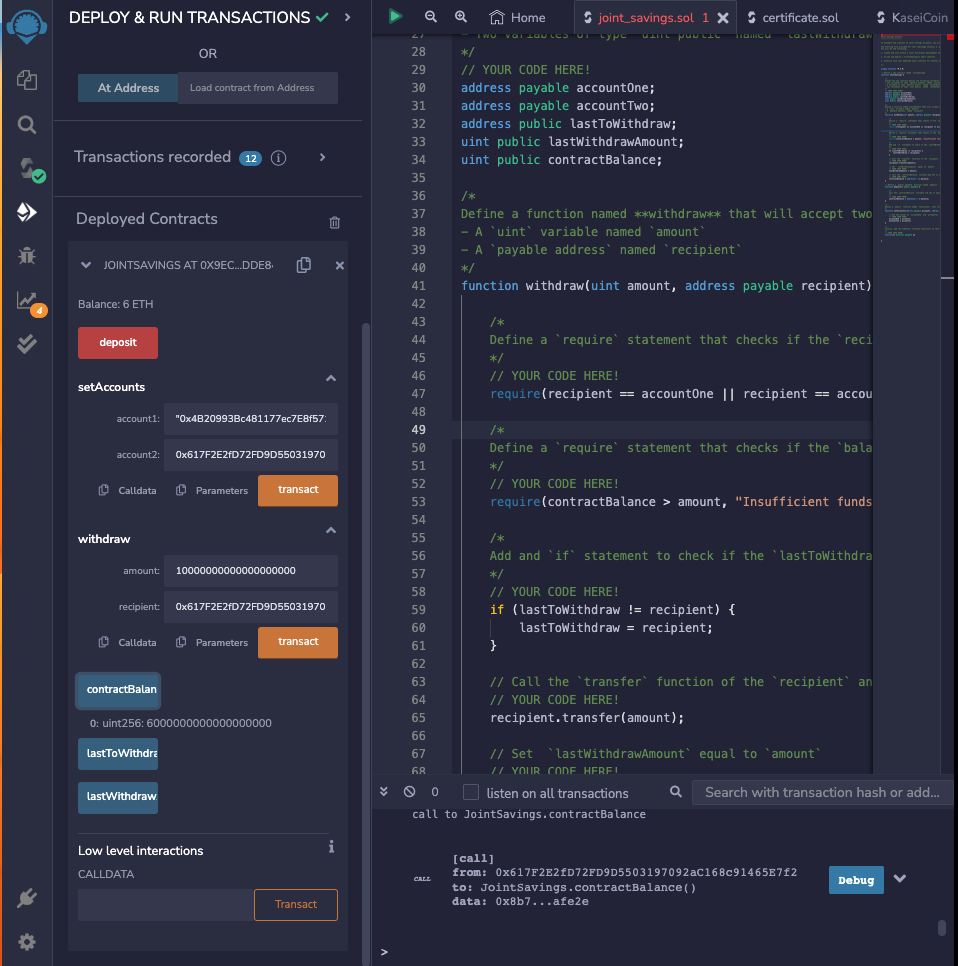 DEPLOY & RUN TRANSACTIONS
OR
At Address
Load contract from Address
Transactions recorded 12 i
Deployed Contracts
JOINTSAVINGS AT 0X9EC...DDE84
Balance: 6 ETH
deposit
setAccounts
account1: "0x4B20993Bc481177ec7E8f571
account2: 0x617F2E2fD72FD9D55031970
Calldata Parameters transact
withdraw
amount: 10000000000000000000
recipient: 0x617F2E2fD72FD9D55031970
Calldata Parameters transact
contractBalan
0: uint256: 6000000000000000000
lastToWithdra
lastWithdraw
Low level interactions i
CALLDATA
Transact
4
Home
joint_savings.sol 1
certificate.sol
KaseiCoin
27 - Two variables of type `uint public` named `lastWithdrawA
28 */
29 // YOUR CODE HERE!
30 address payable accountOne;
31 address payable accountTwo;
32 address public lastToWithdraw;
33 uint public lastWithdrawAmount;
34 uint public contractBalance;
35
36 /*
37 Define a function named **withdraw** that will accept two
38 - A `uint` variable named `amount`
39 - A `payable address` named `recipient`
40 */
41 function withdraw(uint amount, address payable recipient)
42
43 /*
44 Define a `require` statement that checks if the `reci
45 */
46 // YOUR CODE HERE!
47 require(recipient == accountOne || recipient == accou
48
49 /*
50 Define a `require` statement that checks if the `bala
51 */
52 // YOUR CODE HERE!
53 require(contractBalance > amount, "Insufficient funds
54
55 /*
56 Add and `if` statement to check if the `lastToWithdra
57 */
58 // YOUR CODE HERE!
59 if (lastToWithdraw != recipient) {
60 lastToWithdraw = recipient;
61 }
62
63 // Call the `transfer` function of the `recipient` an
64 // YOUR CODE HERE!
65 recipient.transfer(amount);
66
67 // Set  `lastWithdrawAmount` equal to `amount`
68 // YOUR CODE HERE!
0 listen on all transactions
Search with transaction hash or add...
call to JointSavings.contractBalance
CALL
[call]
from: 0x617F2E2fD72FD9D5503197092aC168c91465E7f2
to: JointSavings.contractBalance()
data: 0x8b7...afe2e
Debug
>